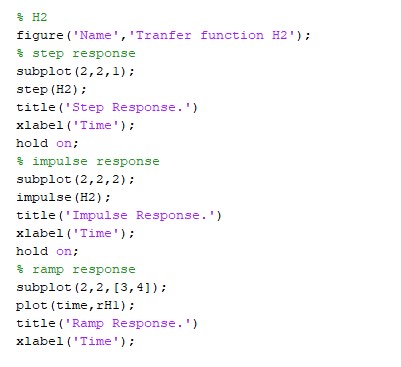 % H2
figure('Name','Tranfer function H2');
% step response
subplot(2,2,1);
step(H2);
title('Step Response.')
xlabel('Time');
hold on;
% impulse response
subplot(2,2,2);
impulse(H2);
title('Impulse Response.')
xlabel('Time');
hold on;
% ramp response
subplot(2,2,[3,4]);
plot(time,rH1);
title('Ramp Response.')
xlabel('Time');